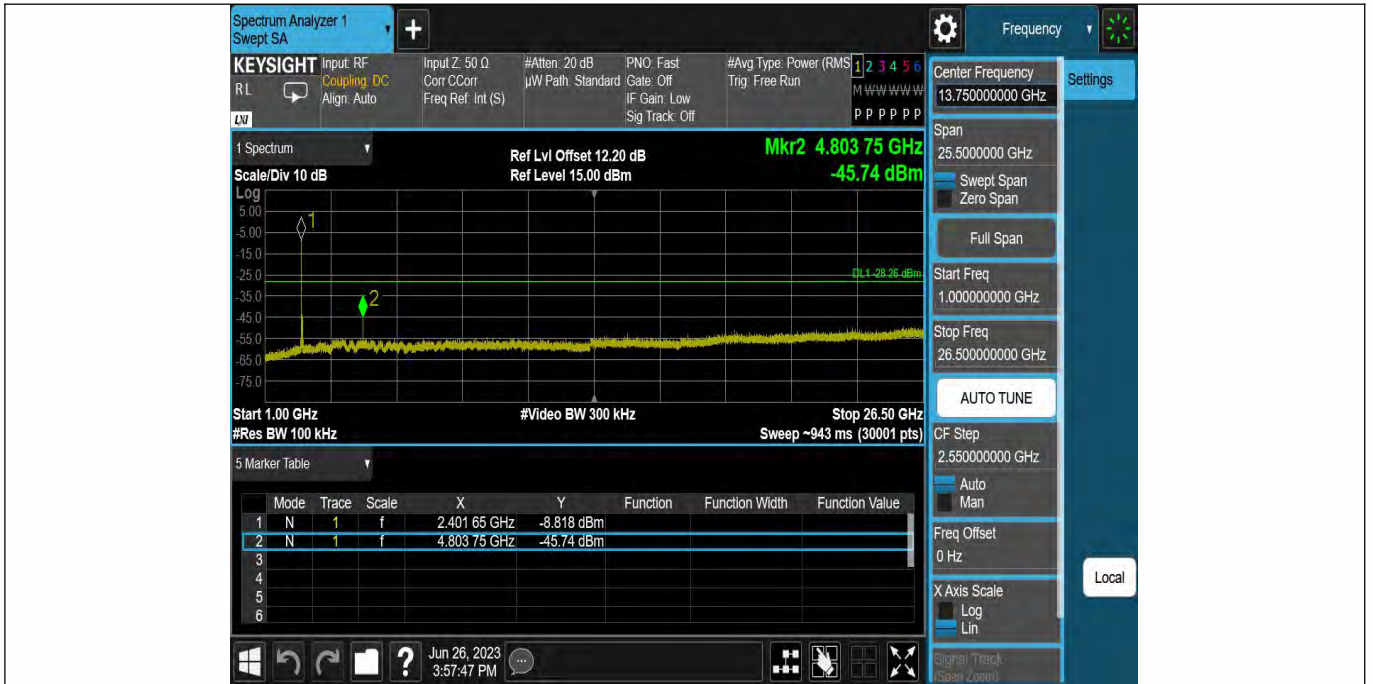 Spectrum Analyzer 1
Swept SA
+
Frequency
KEYSIGHT
RL
LXI
Input: RF
Coupling: DC
Align: Auto
Input Z: 50 Ω
Corr CCorr
Freq Ref: Int (S)
#Atten: 20 dB
µW Path: Standard
PNO: Fast
Gate: Off
IF Gain: Low
Sig Track: Off
#Avg Type: Power (RMS
Trig: Free Run
1 2 3 4 5 6
M W W W W W
P P P P P P
Center Frequency
13.750000000 GHz
Settings
Span
25.5000000 GHz
Swept Span
Zero Span
Full Span
Start Freq
1.000000000 GHz
Stop Freq
26.500000000 GHz
AUTO TUNE
CF Step
2.550000000 GHz
Auto
Man
Freq Offset
0 Hz
X Axis Scale
Log
Lin
Signal Track
(Span Zoom)
Local
1 Spectrum
Scale/Div 10 dB
Ref Lvl Offset 12.20 dB
Ref Level 15.00 dBm
Mkr2 4.803 75 GHz
-45.74 dBm
Log
5.00
-5.00
-15.0
-25.0
-35.0
-45.0
-55.0
-65.0
-75.0
1
2
DL1 -28.26 dBm
Start 1.00 GHz
#Video BW 300 kHz
Stop 26.50 GHz
#Res BW 100 kHz
Sweep ~943 ms (30001 pts)
5 Marker Table
Mode Trace Scale X Y Function Function Width Function Value
1 N 1 f 2.401 65 GHz -8.818 dBm
2 N 1 f 4.803 75 GHz -45.74 dBm
3
4
5
6
?
Jun 26, 2023
3:57:47 PM